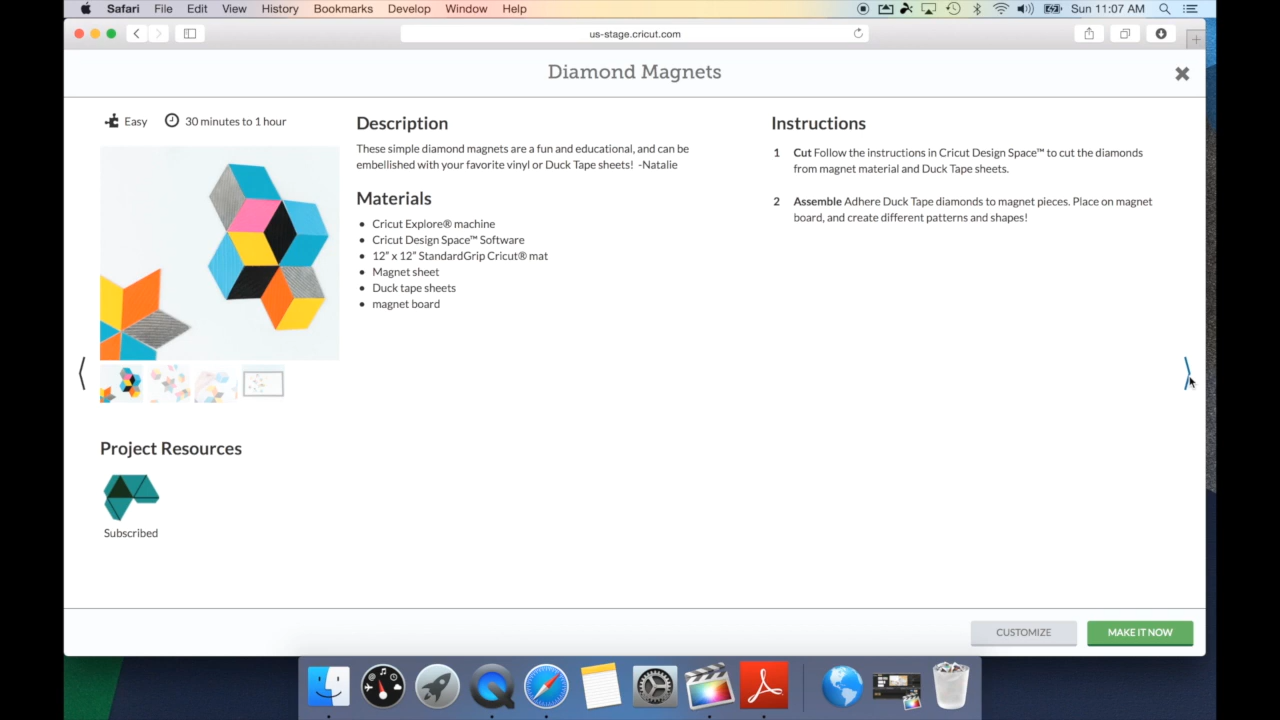 Safari File Edit View History Bookmarks Develop Window Help Sun 11:07 AM
us-stage.cricut.com
Diamond Magnets
Easy 30 minutes to 1 hour
Description
These simple diamond magnets are a fun and educational, and can be
embellished with your favorite vinyl or Duck Tape sheets! -Natalie
Materials
• Cricut Explore® machine
• Cricut Design Space™ Software
• 12” x 12” StandardGrip Cricut® mat
• Magnet sheet
• Duck tape sheets
• magnet board
Instructions
1 Cut Follow the instructions in Cricut Design Space™ to cut the diamonds
from magnet material and Duck Tape sheets.
2 Assemble Adhere Duck Tape diamonds to magnet pieces. Place on magnet
board, and create different patterns and shapes!
Project Resources
Subscribed
CUSTOMIZE MAKE IT NOW